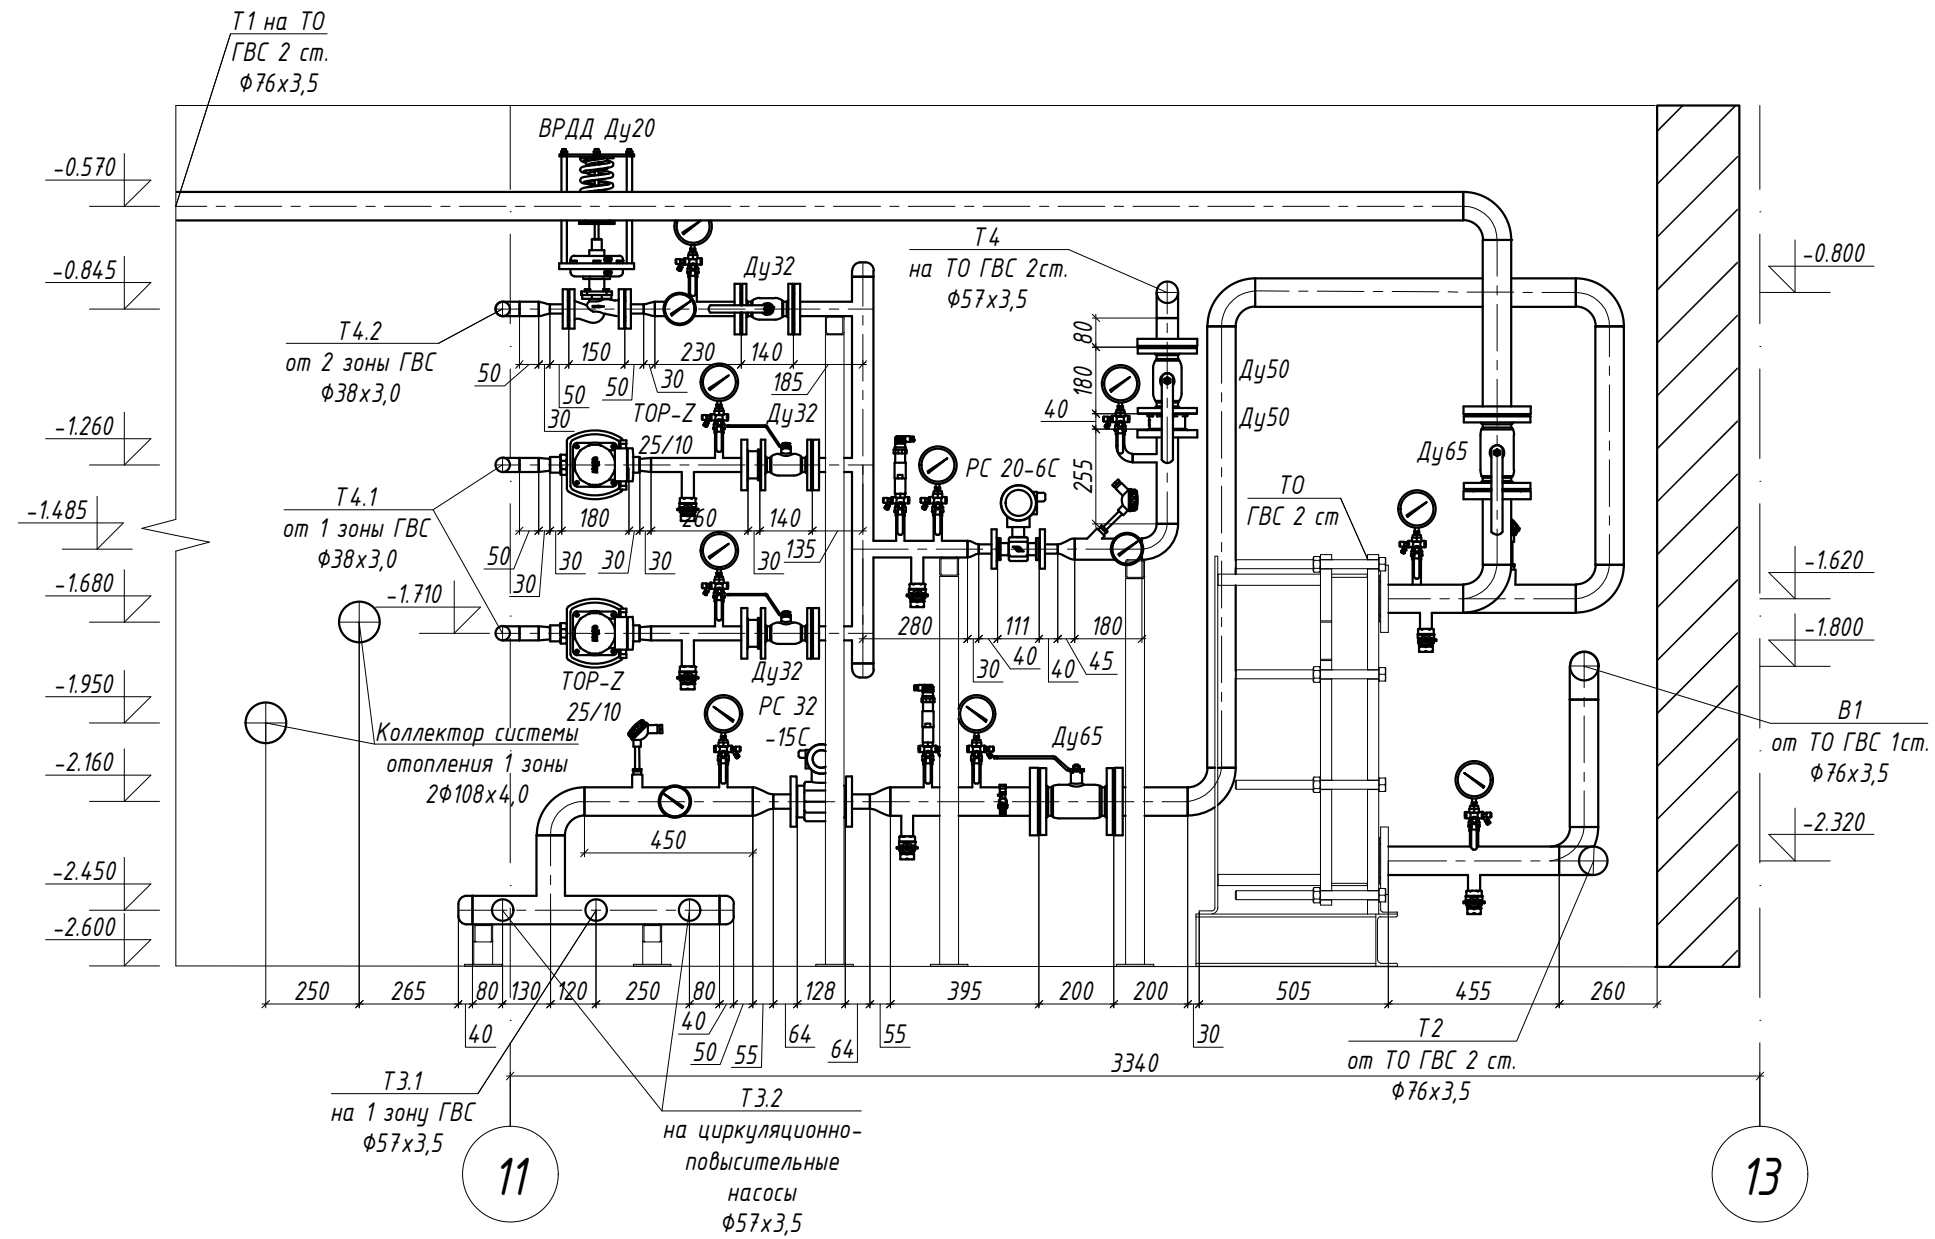 Т1 на ТО
ГВС 2 ст.
Ф76х3,5
ВРДД Ду20
-0.570
-0.845
-1.260
-1.485
-1.680
-1.710
-1.950
-2.160
-2.450
-2.600
Т4.2
от 2 зоны ГВС
Ф38х3,0
Т4.1
от 1 зоны ГВС
Ф38х3,0
Ду32
150
230
140
50
30
50
50
30
185
TOP-Z
25/10
Ду32
180
260
140
50
30
30
30
30
30
135
TOP-Z
25/10
Ду32
Коллектор системы
отопления 1 зоны
2Ф108х4,0
Т4
на ТО ГВС 2ст.
Ф57х3,5
80
180
40
255
Ду50
Ду50
РС 20-6С
280
30
40
111
40
45
180
РС 32
-15С
Ду65
450
Ду65
ТО
ГВС 2 ст
-0.800
-1.620
-1.800
-2.320
В1
от ТО ГВС 1ст.
Ф76х3,5
250
265
40
80
130
120
250
80
40
50
55
64
128
64
55
395
200
200
30
505
455
260
3340
Т2
от ТО ГВС 2 ст.
Ф76х3,5
Т3.1
на 1 зону ГВС
Ф57х3,5
Т3.2
на циркуляционно-
повысительные
насосы
Ф57х3,5
11
13